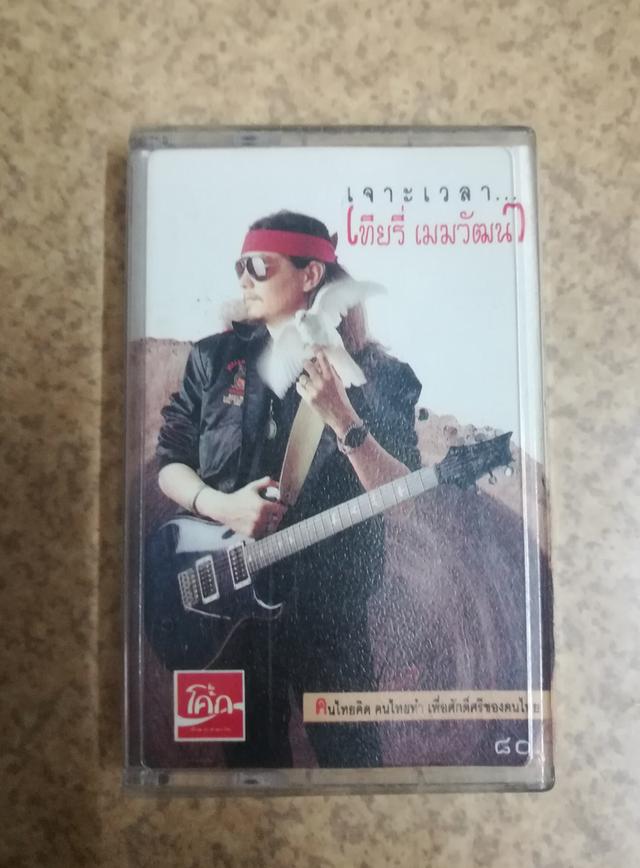 เจาะเวลา...
เทียรี่ เมฆวัฒนา
โค้ก
คนไทยคิด คนไทยทำ เพื่อศักดิ์ศรีของคนไทย
๘๐